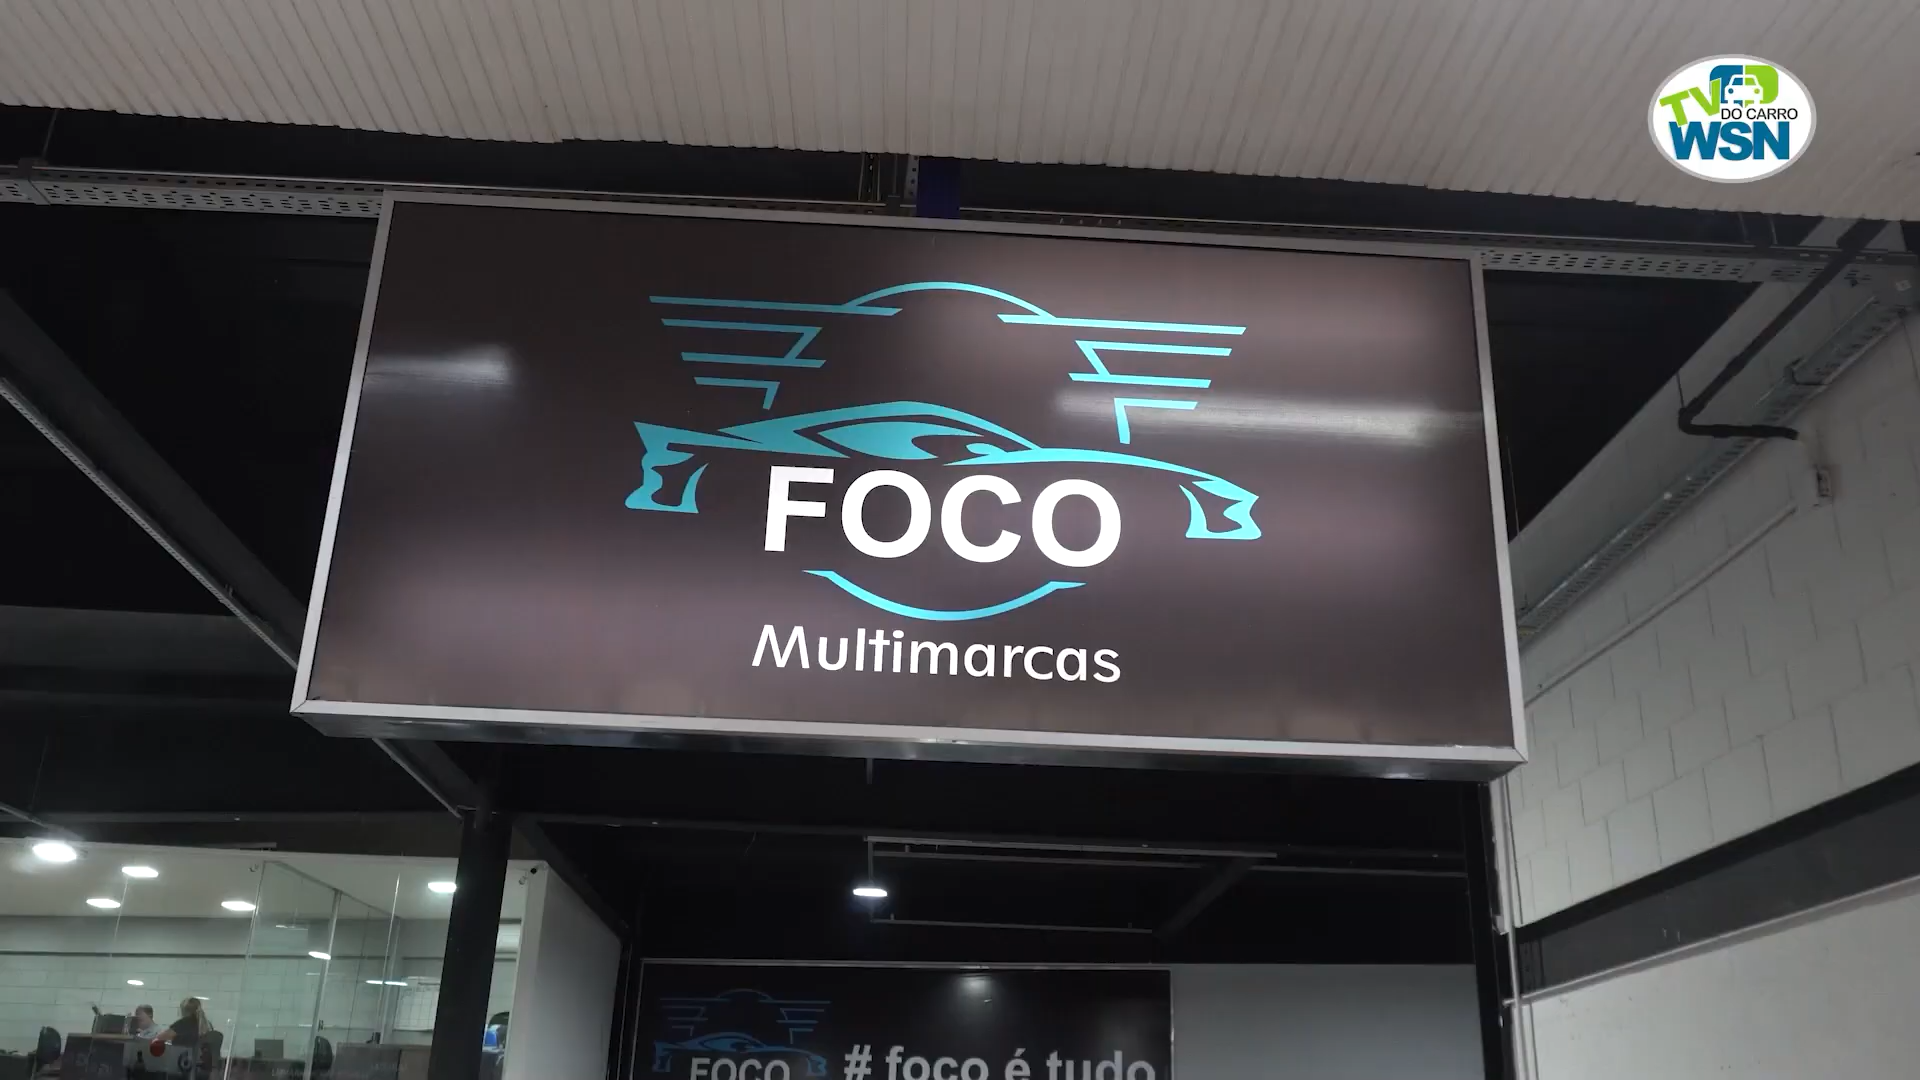 TV DO CARRO
WSN
FOCO
Multimarcas
FOCO
# foco é tudo